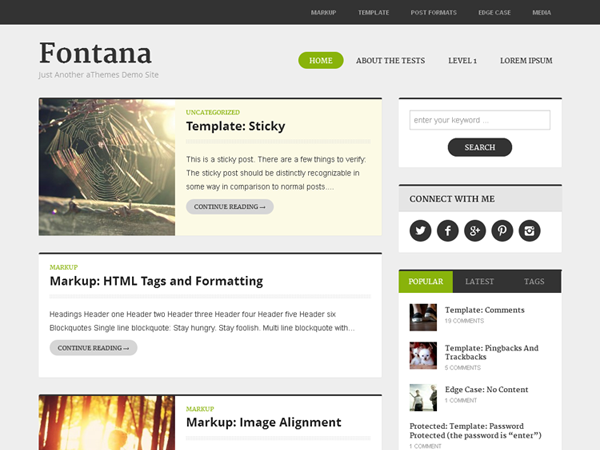 MARKUP TEMPLATE POST FORMATS EDGE CASE MEDIA
Fontana
Just Another aThemes Demo Site
HOME ABOUT THE TESTS LEVEL 1 LOREM IPSUM
UNCATEGORIZED
Template: Sticky
This is a sticky post. There are a few things to verify:
The sticky post should be distinctly recognizable in
some way in comparison to normal posts....
CONTINUE READING →
MARKUP
Markup: HTML Tags and Formatting
Headings Header one Header two Header three Header four Header five Header six
Blockquotes Single line blockquote: Stay hungry. Stay foolish. Multi line blockquote with...
CONTINUE READING →
MARKUP
Markup: Image Alignment
enter your keyword ...
SEARCH
CONNECT WITH ME
POPULAR LATEST TAGS
Template: Comments
19 COMMENTS
Template: Pingbacks And
Trackbacks
5 COMMENTS
Edge Case: No Content
1 COMMENT
Protected: Template: Password
Protected (the password is “enter”)
1 COMMENT